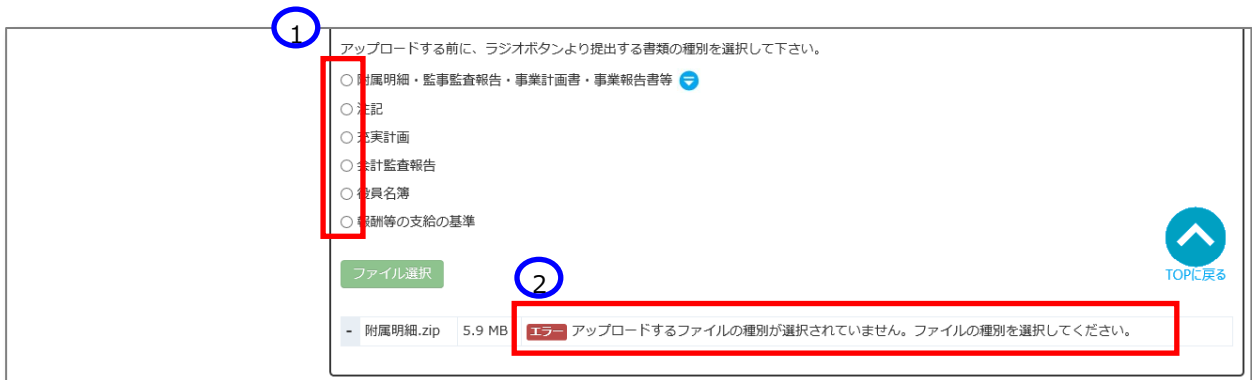 1
アップロードする前に、ラジオボタンより提出する書類の種別を選択して下さい。
附属明細・監事監査報告・事業計画書・事業報告書等
注記
充実計画
会計監査報告
役員名簿
報酬等の支給の基準
TOPに戻る
ファイル選択
2
- 附属明細.zip 5.9 MB エラー アップロードするファイルの種別が選択されていません。ファイルの種別を選択してください。